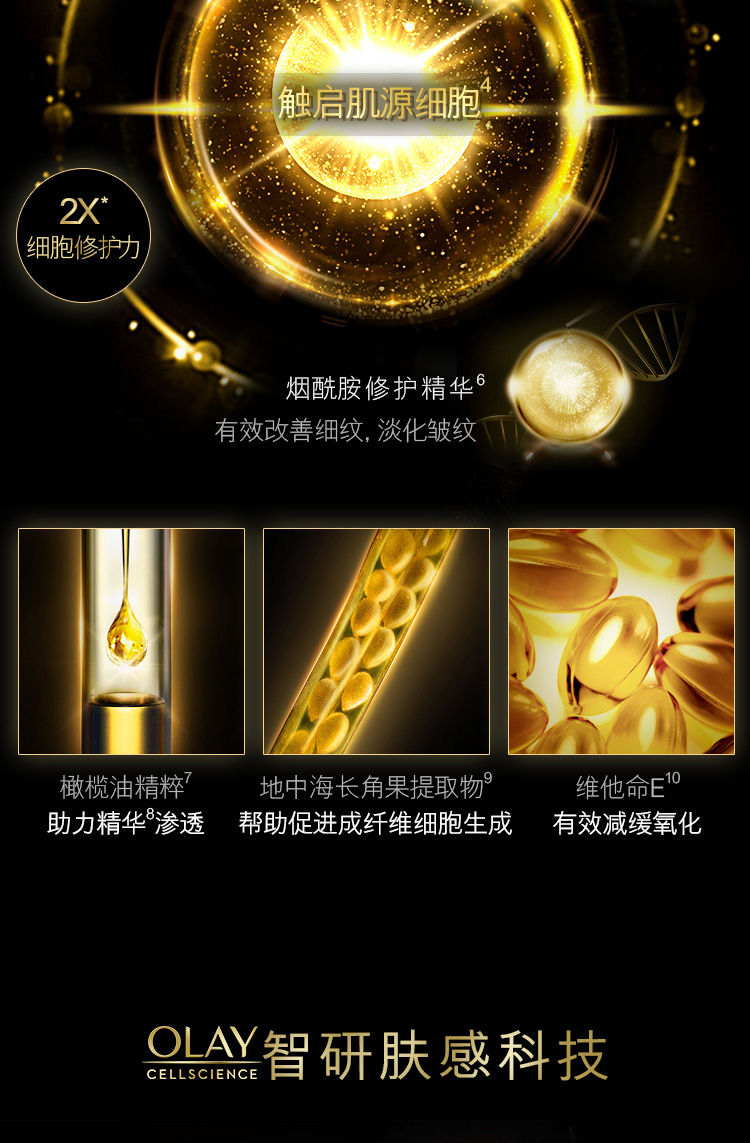 触启肌源细胞4
2X*
细胞修护力
烟酰胺修护精华6
有效改善细纹, 淡化皱纹
橄榄油精粹7
助力精华8渗透
地中海长角果提取物9
帮助促进成纤维细胞生成
维他命E10
有效减缓氧化
OLAY
CELLSCIENCE
智研肤感科技